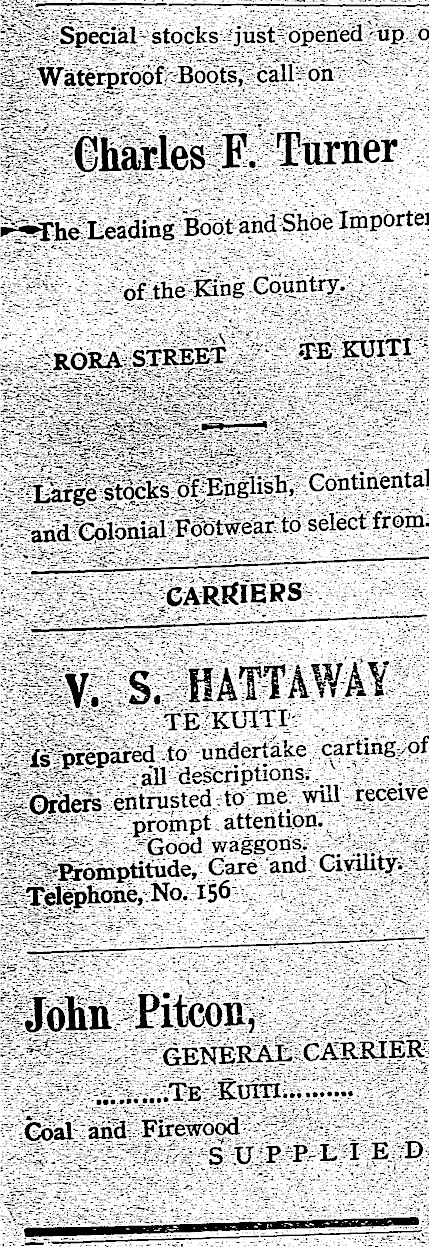 Special stocks just opened up o
Waterproof Boots, call on
Charles F. Turner
The Leading Boot and Shoe Importer
of the King Country.
RORA STREET TE KUITI
Large stocks of English, Continental
and Colonial Footwear to select from.
CARRIERS
V. S. HATTAWAY
TE KUITI
Is prepared to undertake carting of
all descriptions.
Orders entrusted to me will receive
prompt attention.
Good waggons.
Promptitude, Care and Civility.
Telephone, No. 156
John Pitcon,
GENERAL CARRIER
..........TE KUITI..........
Coal and Firewood
SUPPLIED